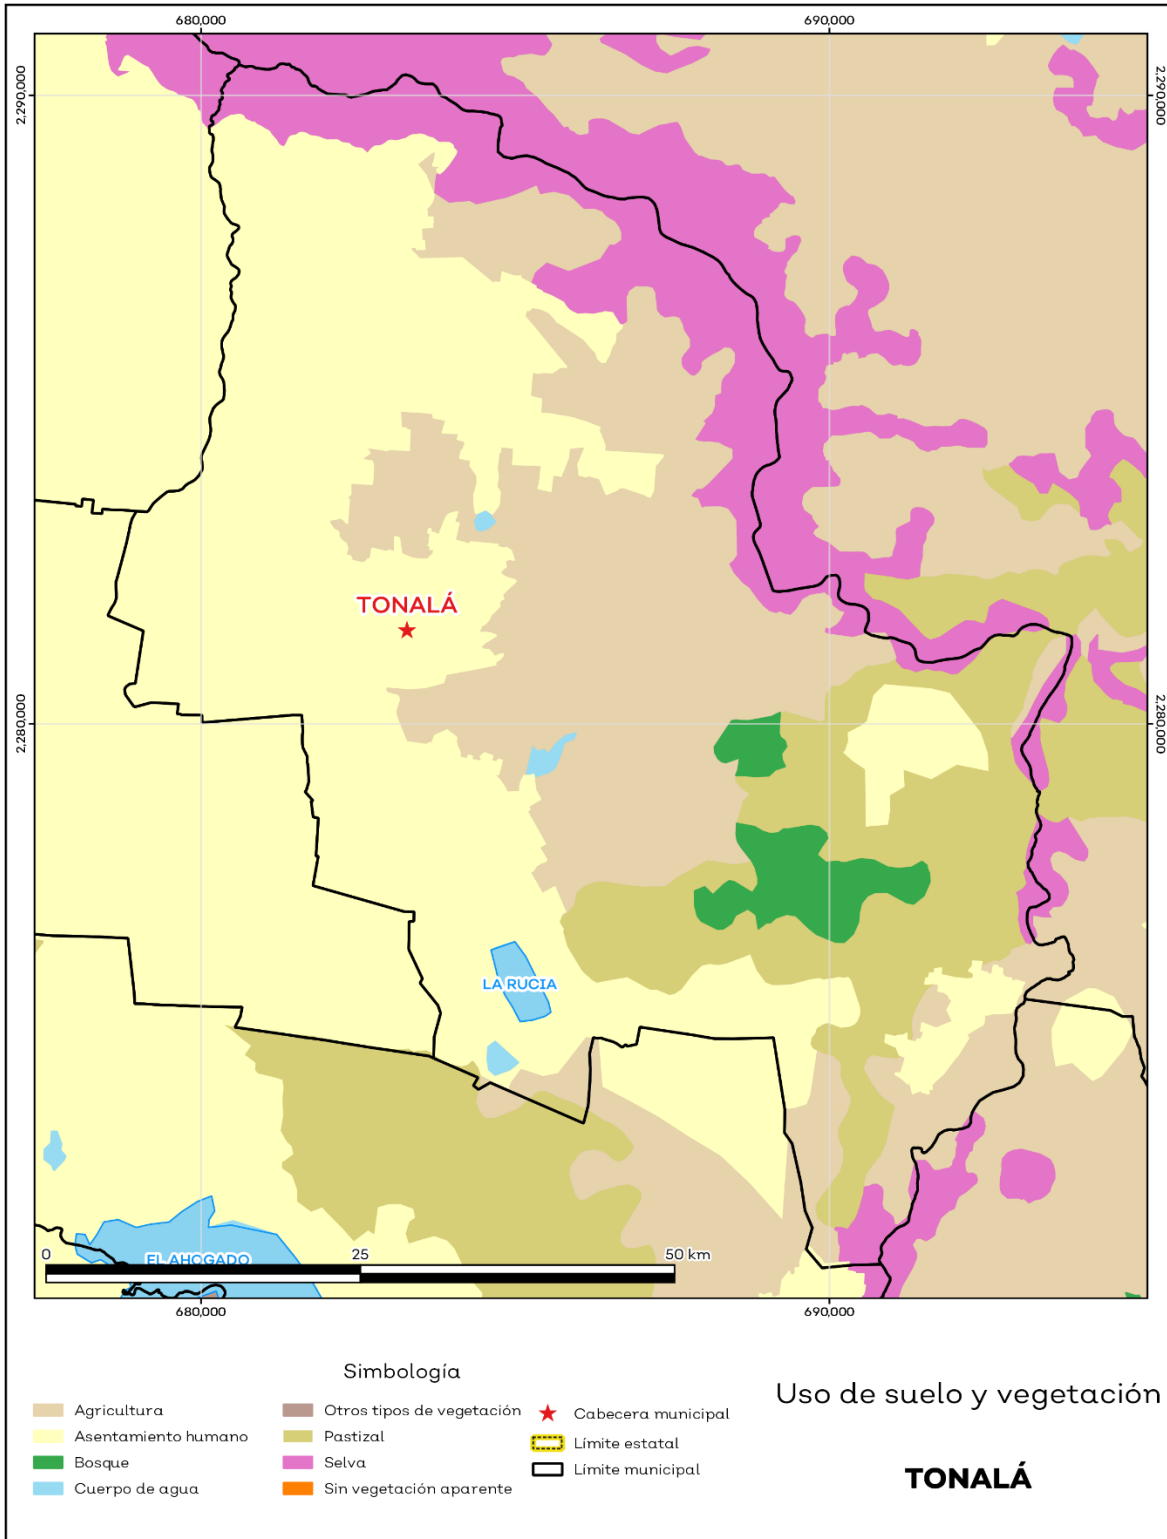 680,000
690,000
2,290,000
2,290,000
TONALÁ
2,280,000
2,280,000
LA RUCIA
EL AHOGADO
0
25
50 km
680,000
690,000
Simbología
Agricultura
Asentamiento humano
Bosque
Cuerpo de agua
Otros tipos de vegetación
Pastizal
Selva
Sin vegetación aparente
Cabecera municipal
Límite estatal
Límite municipal
Uso de suelo y vegetación
TONALÁ